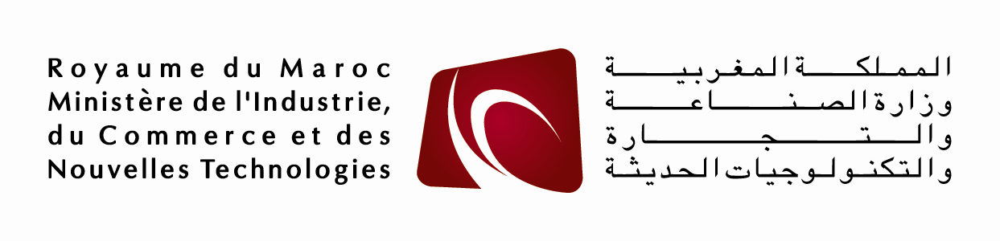 Royaume du Maroc
Ministère de l'Industrie,
du Commerce et des
Nouvelles Technologies
المملكة المغربية
وزارة الصناعة
والتجارة
والتكنولوجيات الحديثة